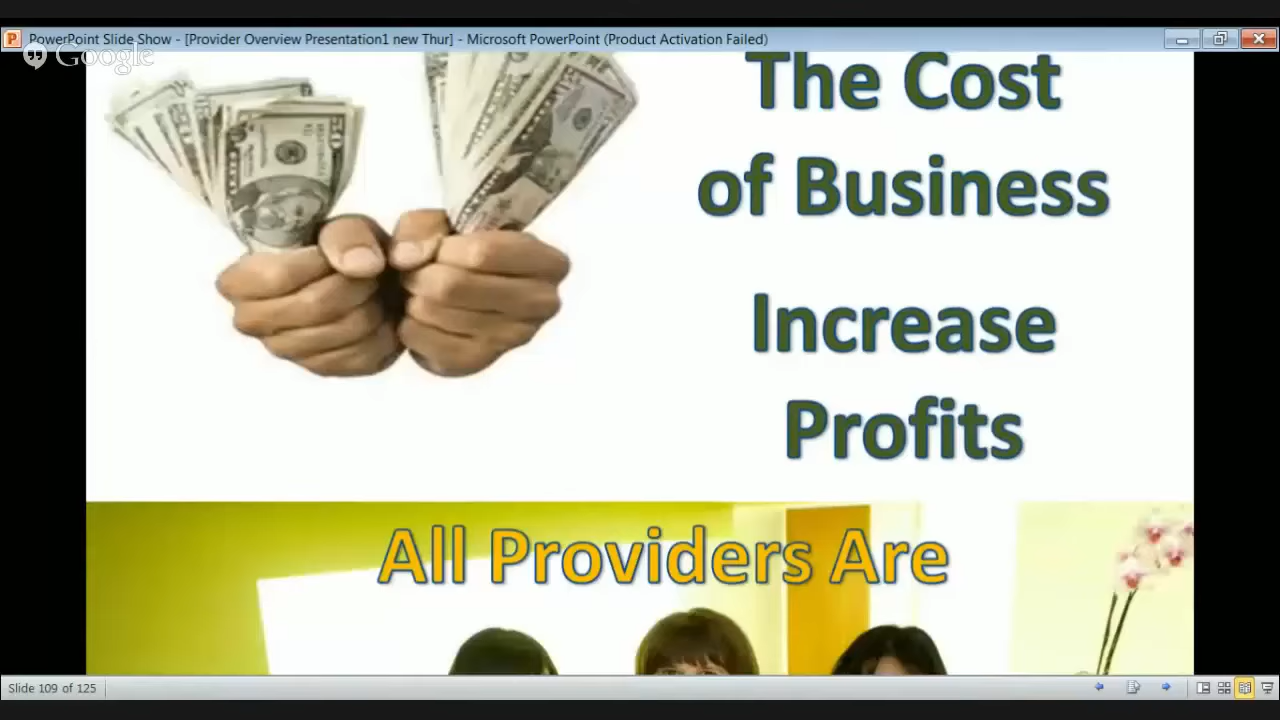 PowerPoint Slide Show - [Provider Overview Presentation1 new Thur] - Microsoft PowerPoint (Product Activation Failed)
Google
The Cost
of Business
Increase
Profits
All Providers Are
Slide 109 of 125